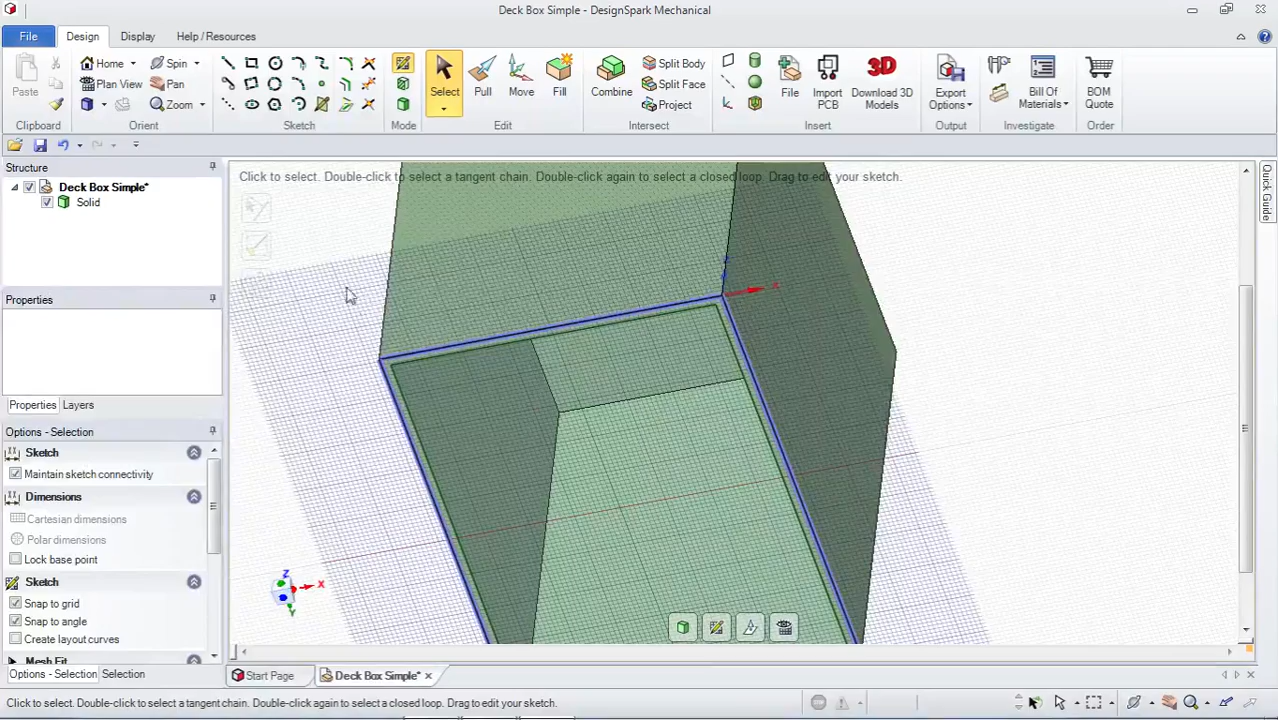 Deck Box Simple - DesignSpark Mechanical
File
Design
Display
Help / Resources
Paste
Home
Plan View
Spin
Pan
Zoom
Select
Pull
Move
Fill
Combine
Split Body
Split Face
Project
File
Import
PCB
Download 3D
Models
3D
Export
Options
Bill Of
Materials
BOM
Quote
Clipboard
Orient
Sketch
Mode
Edit
Intersect
Insert
Output
Investigate
Order
Structure
Deck Box Simple*
Solid
Properties
Properties
Layers
Options - Selection
Sketch
Maintain sketch connectivity
Dimensions
Cartesian dimensions
Polar dimensions
Lock base point
Sketch
Snap to grid
Snap to angle
Create layout curves
Mesh Fit
Options - Selection
Selection
Click to select. Double-click to select a tangent chain. Double-click again to select a closed loop. Drag to edit your sketch.
X
Z
X
Y
Quick Guide
Start Page
Deck Box Simple*
Click to select. Double-click to select a tangent chain. Double-click again to select a closed loop. Drag to edit your sketch.